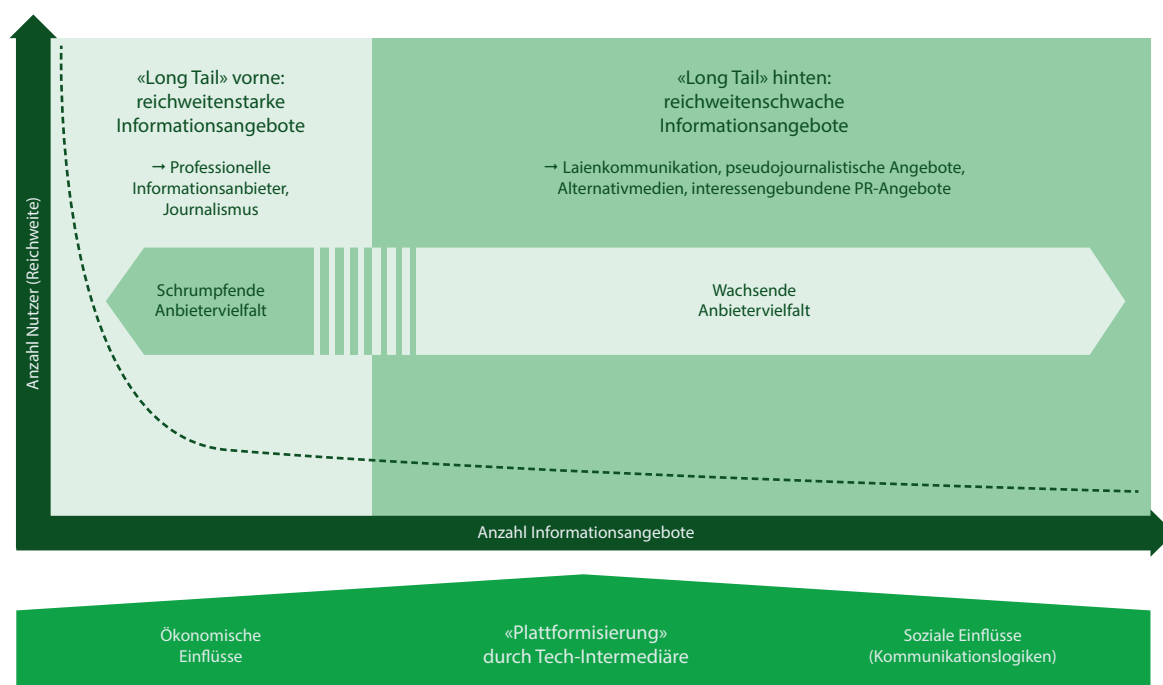 «Long Tail» vorne:
reichweitenstarke
Informationsangebote
→ Professionelle
Informationsanbieter,
Journalismus
«Long Tail» hinten:
reichweitenschwache
Informationsangebote
→ Laienkommunikation, pseudojournalistische Angebote,
Alternativmedien, interessengebundene PR-Angebote
Anzahl Nutzer (Reichweite)
Schrumpfende
Anbietervielfalt
Wachsende
Anbietervielfalt
Anzahl Informationsangebote
Ökonomische
Einflüsse
«Plattformisierung»
durch Tech-Intermediäre
Soziale Einflüsse
(Kommunikationslogiken)